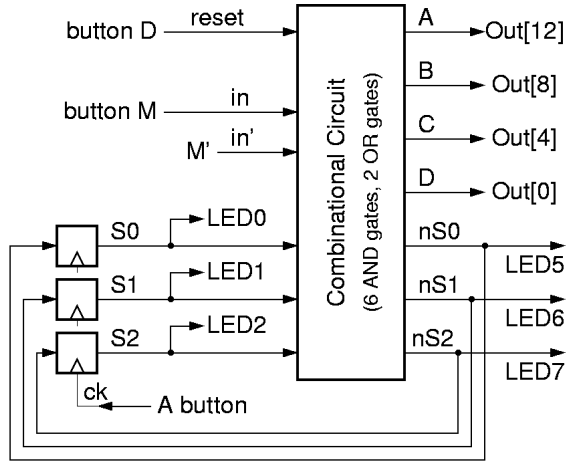 button D
reset
A
Out[12]
B
Out[8]
button M
in
M'
in'
C
Out[4]
D
Out[0]
Combinational Circuit
(6 AND gates, 2 OR gates)
S0
LED0
nS0
LED5
S1
LED1
nS1
LED6
S2
LED2
nS2
LED7
ck
A button